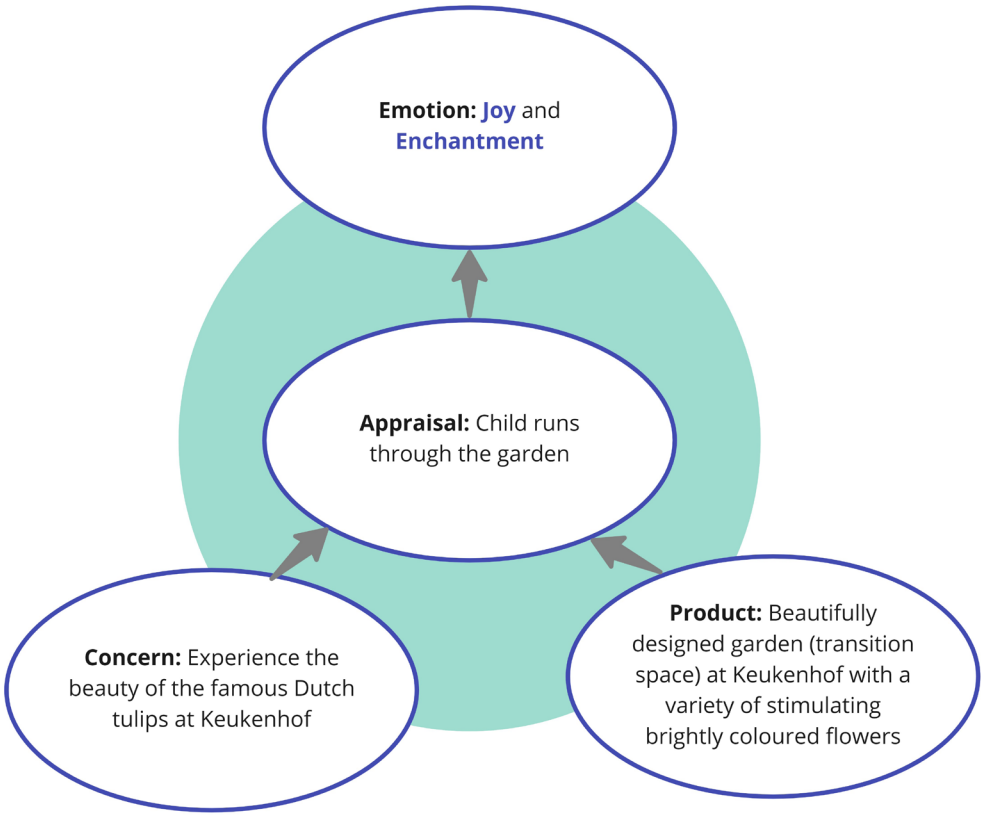 Emotion: Joy and
Enchantment
Appraisal: Child runs
through the garden
Concern: Experience the
beauty of the famous Dutch
tulips at Keukenhof
Product: Beautifully
designed garden (transition
space) at Keukenhof with a
variety of stimulating
brightly coloured flowers